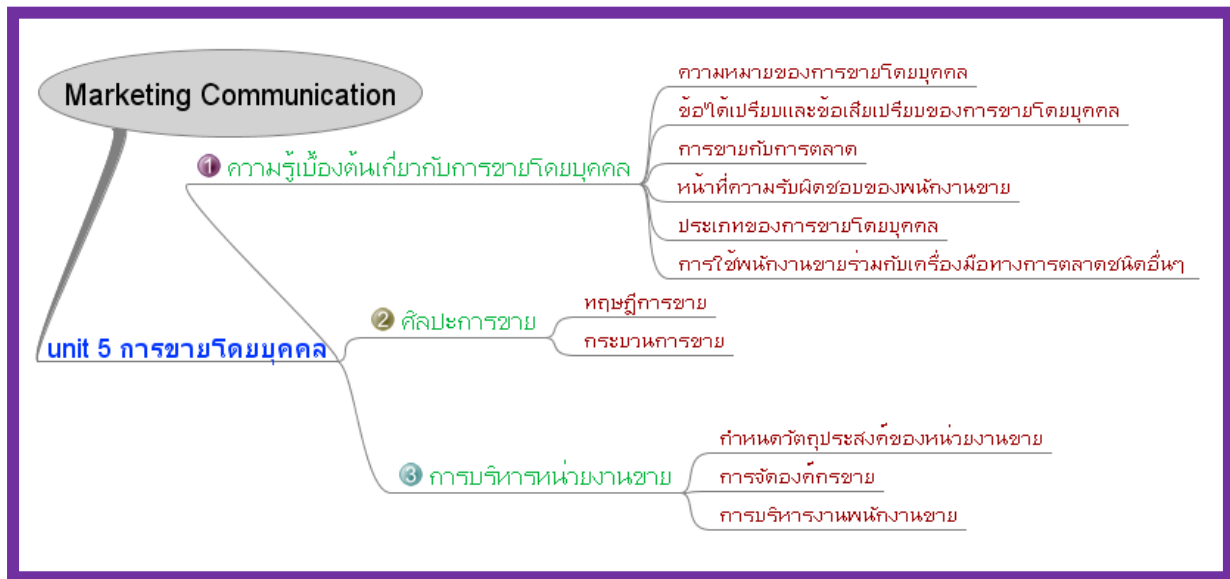 Marketing Communication
unit 5 การขายโดยบุคคล
1 ความรู้เบื้องต้นเกี่ยวกับการขายโดยบุคคล
ความหมายของการขายโดยบุคคล
ข้อได้เปรียบและข้อเสียเปรียบของการขายโดยบุคคล
การขายกับการตลาด
หน้าที่ความรับผิดชอบของพนักงานขาย
ประเภทของการขายโดยบุคคล
การใช้พนักงานขายร่วมกับเครื่องมือทางการตลาดชนิดอื่นๆ
2 ศิลปะการขาย
ทฤษฎีการขาย
กระบวนการขาย
3 การบริหารหน่วยงานขาย
กำหนดวัตถุประสงค์ของหน่วยงานขาย
การจัดองค์กรขาย
การบริหารงานพนักงานขาย